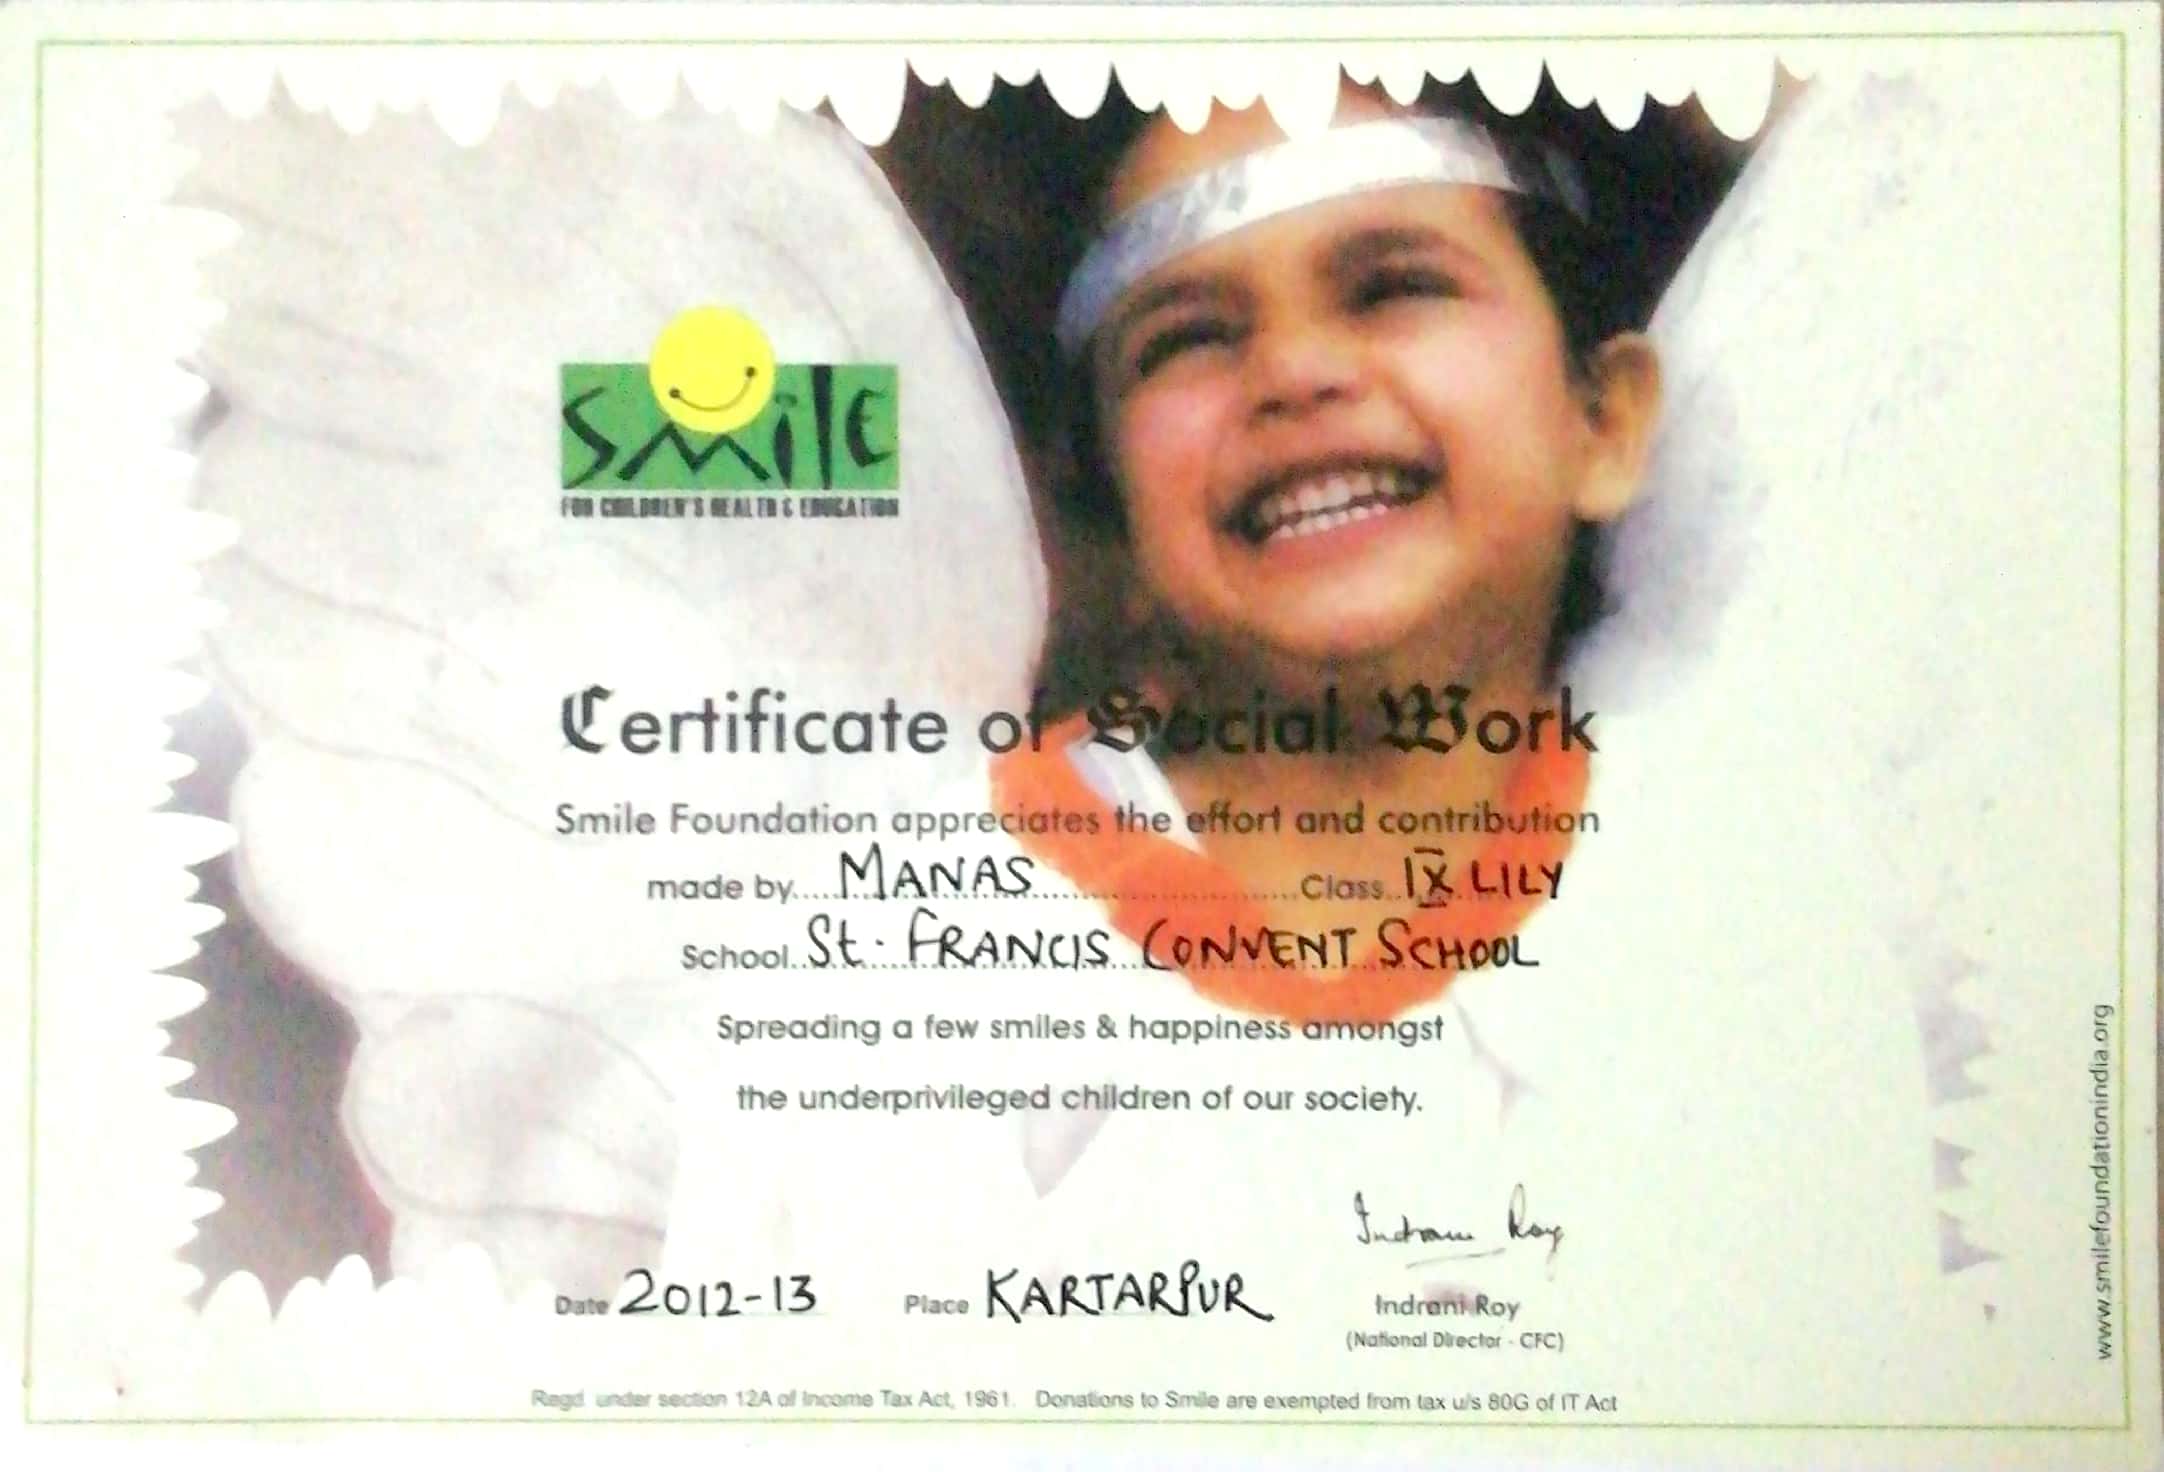 Smile
FOR CHILDREN'S HEALTH & EDUCATION
Certificate of Social Work
Smile Foundation appreciates the effort and contribution
made by.....MANAS..............................Class..IX LILY
School..St. FRANCIS CONVENT SCHOOL
Spreading a few smiles & happiness amongst
the underprivileged children of our society.
Indrani Roy
Date 2012-13 Place KARTARPUR
Indrani Roy
(National Director - CFC)
Regd. under section 12A of Income Tax Act, 1961. Donations to Smile are exempted from tax u/s 80G of IT Act
www.smilefoundationindia.org